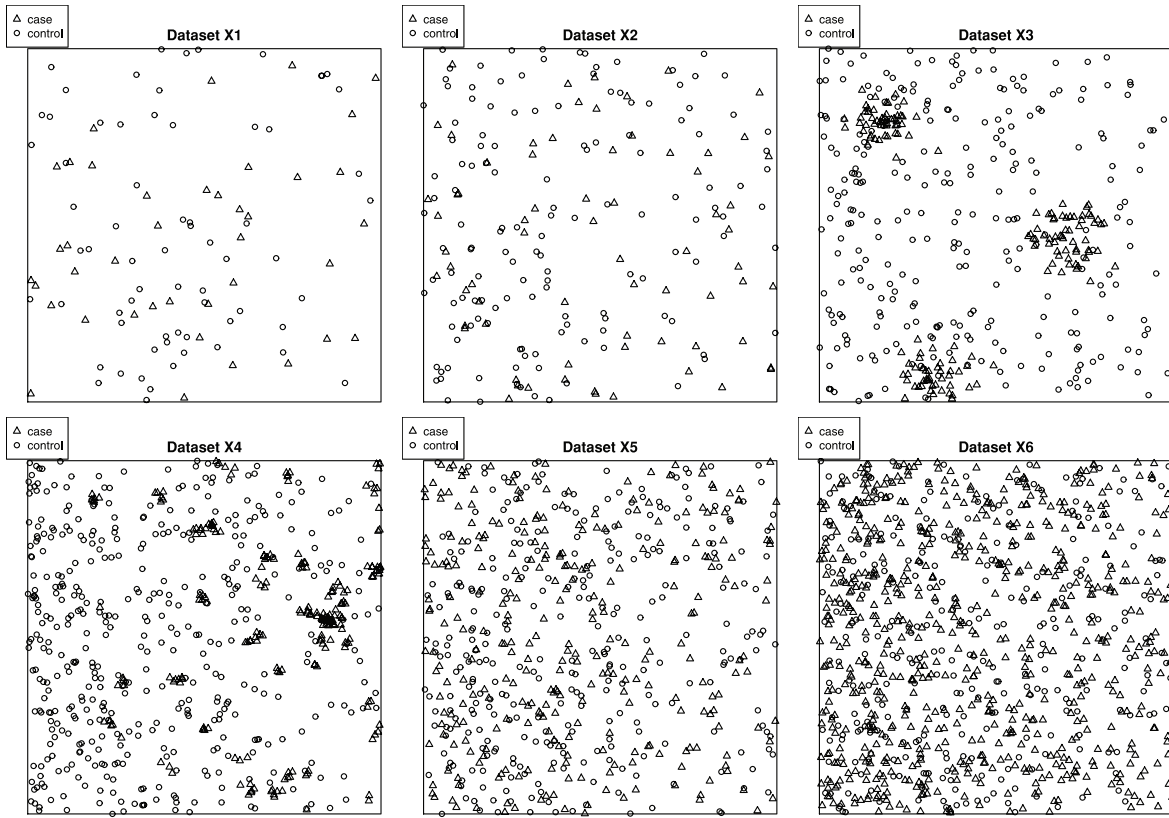 case
control
Dataset X1
case
control
Dataset X2
case
control
Dataset X3
case
control
Dataset X4
case
control
Dataset X5
case
control
Dataset X6